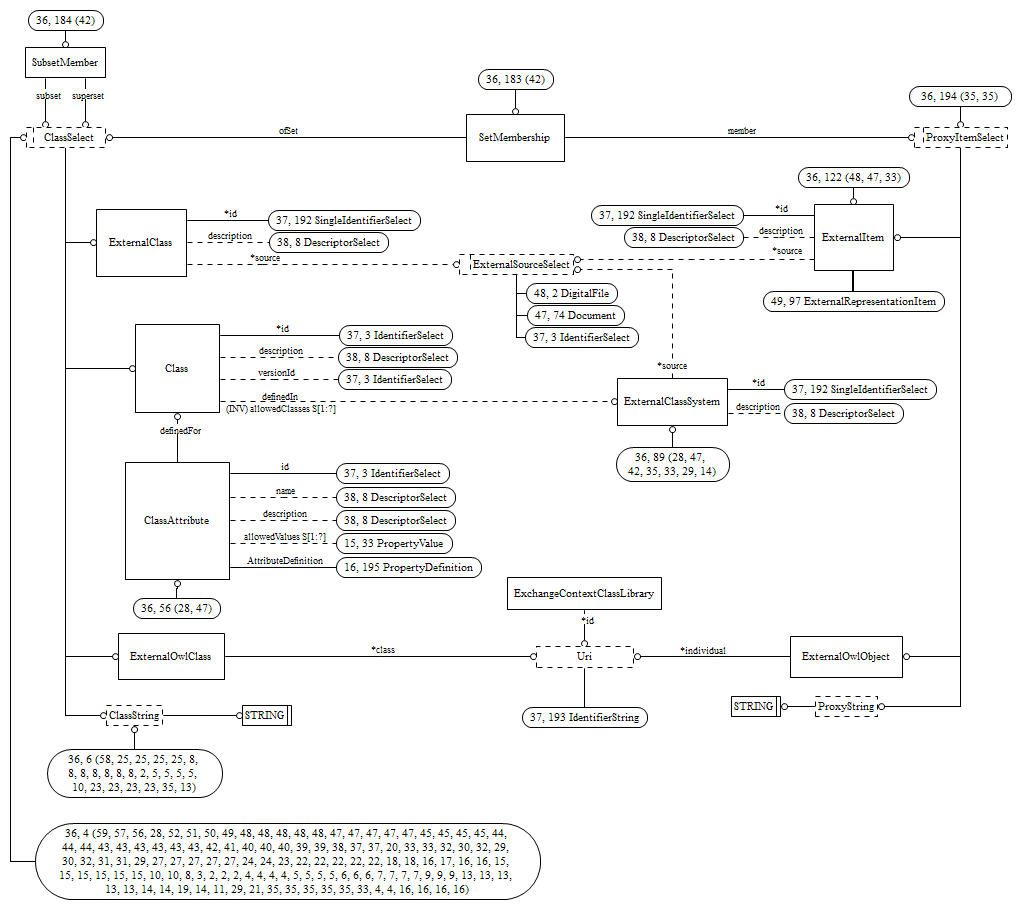 36, 184 (42)
SubsetMember
subset
superset
36, 183 (42)
36, 194 (35, 35)
ClassSelect
ofSet
SetMembership
member
ProxyItemSelect
36, 122 (48, 47, 33)
ExternalClass
*id
37, 192 SingleIdentifierSelect
description
38, 8 DescriptorSelect
*source
37, 192 SingleIdentifierSelect
*id
38, 8 DescriptorSelect
description
*source
ExternalItem
ExternalSourceSelect
48, 2 DigitalFile
47, 74 Document
37, 3 IdentifierSelect
49, 97 ExternalRepresentationItem
Class
*id
37, 3 IdentifierSelect
description
38, 8 DescriptorSelect
versionId
37, 3 IdentifierSelect
definedIn
(INV) allowedClasses S[1:?]
*source
ExternalClassSystem
*id
37, 192 SingleIdentifierSelect
description
38, 8 DescriptorSelect
36, 89 (28, 47,
42, 35, 33, 29, 14)
definedFor
ClassAttribute
id
37, 3 IdentifierSelect
name
38, 8 DescriptorSelect
description
38, 8 DescriptorSelect
allowedValues S[1:?]
15, 33 PropertyValue
AttributeDefinition
16, 195 PropertyDefinition
36, 56 (28, 47)
ExchangeContextClassLibrary
*id
ExternalOwlClass
*class
Uri
*individual
ExternalOwlObject
37, 193 IdentifierString
ClassString
STRING
STRING
ProxyString
36, 6 (58, 25, 25, 25, 25, 8,
8, 8, 8, 8, 8, 8, 2, 5, 5, 5, 5,
10, 23, 23, 23, 23, 35, 13)
36, 4 (59, 57, 56, 28, 52, 51, 50, 49, 48, 48, 48, 48, 48, 47, 47, 47, 47, 47, 45, 45, 45, 45, 44,
44, 44, 43, 43, 43, 43, 43, 43, 42, 41, 40, 40, 40, 39, 39, 38, 37, 37, 20, 33, 33, 32, 30, 32, 29,
30, 32, 31, 31, 29, 27, 27, 27, 27, 27, 24, 24, 23, 22, 22, 22, 22, 22, 18, 18, 16, 17, 16, 16, 15,
15, 15, 15, 15, 15, 10, 10, 8, 3, 2, 2, 2, 4, 4, 4, 4, 5, 5, 5, 5, 6, 6, 6, 7, 7, 7, 7, 9, 9, 9, 13, 13, 13,
13, 13, 14, 14, 19, 14, 11, 29, 21, 35, 35, 35, 35, 35, 33, 4, 4, 16, 16, 16, 16)